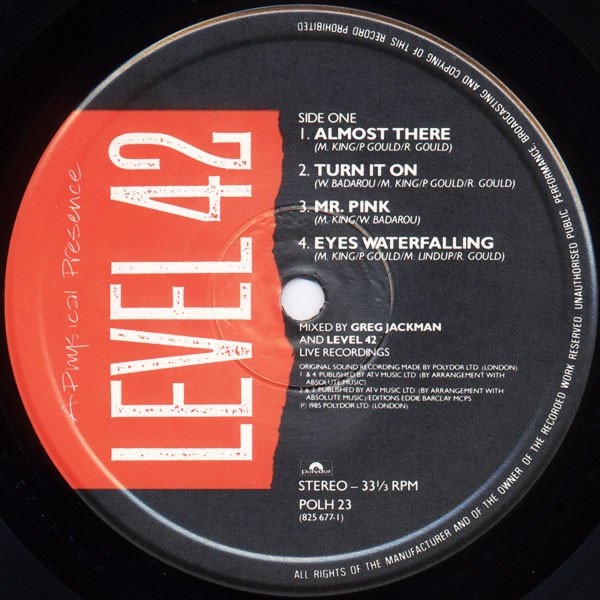 A Physical Presence
LEVEL 42
SIDE ONE
1. ALMOST THERE
(M. KING/P GOULD/R. GOULD)
2. TURN IT ON
(W. BADAROU /M. KING/P GOULD/R. GOULD)
3. MR. PINK
(M. KING/W. BADAROU)
4. EYES WATERFALLING
(M. KING/P GOULD/M. LINDUP/R. GOULD)
MIXED BY GREG JACKMAN
AND LEVEL 42
LIVE RECORDINGS
ORIGINAL SOUND RECORDING MADE BY POLYDOR LTD. (LONDON)
1 & 4 PUBLISHED BY ATV MUSIC LTD (BY ARRANGEMENT WITH
ABSOLUTE MUSIC)
2 & 3 PUBLISHED BY ATV MUSIC LTD. (BY ARRANGEMENT WITH
ABSOLUTE MUSIC)/EDITIONS EDDIE BARCLAY MCPS.
℗ 1985 POLYDOR LTD. (LONDON)
polydor
STEREO – 33⅓ RPM
POLH 23
(825 677-1)
ALL RIGHTS OF THE MANUFACTURER AND OF THE OWNER OF THE RECORDED WORK RESERVED. UNAUTHORISED PUBLIC PERFORMANCE, BROADCASTING AND COPYING OF THIS RECORD PROHIBITED